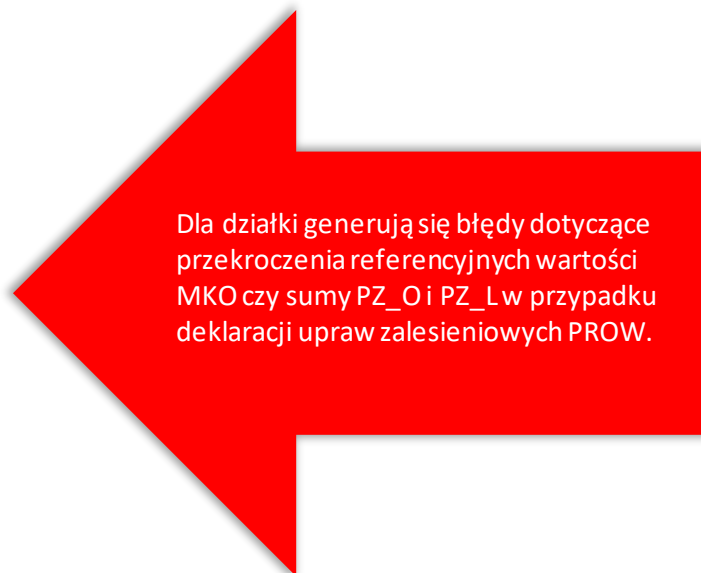 Dla działki generują się błędy dotyczące
przekroczenia referencyjnych wartości
MKO czy sumy PZ_O i PZ_L w przypadku
deklaracji upraw zalesieniowych PROW.